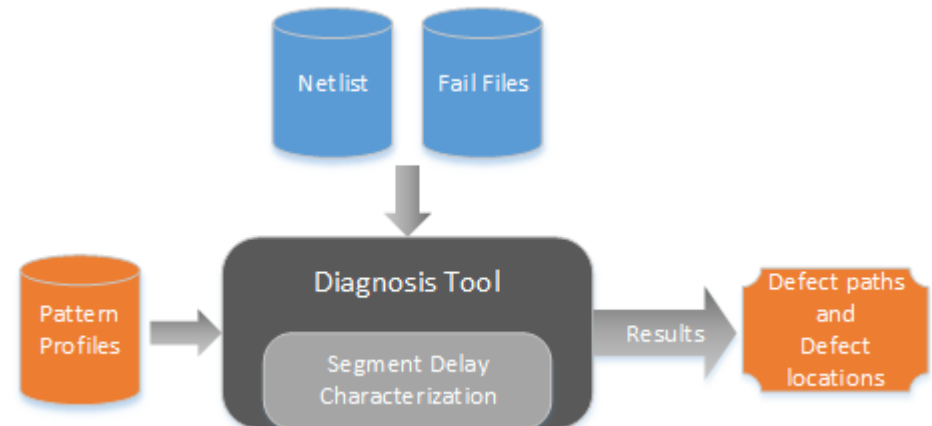 Netlist
Fail Files
Diagnosis Tool
Pattern
Profiles
Segment Delay
Characterization
Results
Defect paths
and
Defect
locations